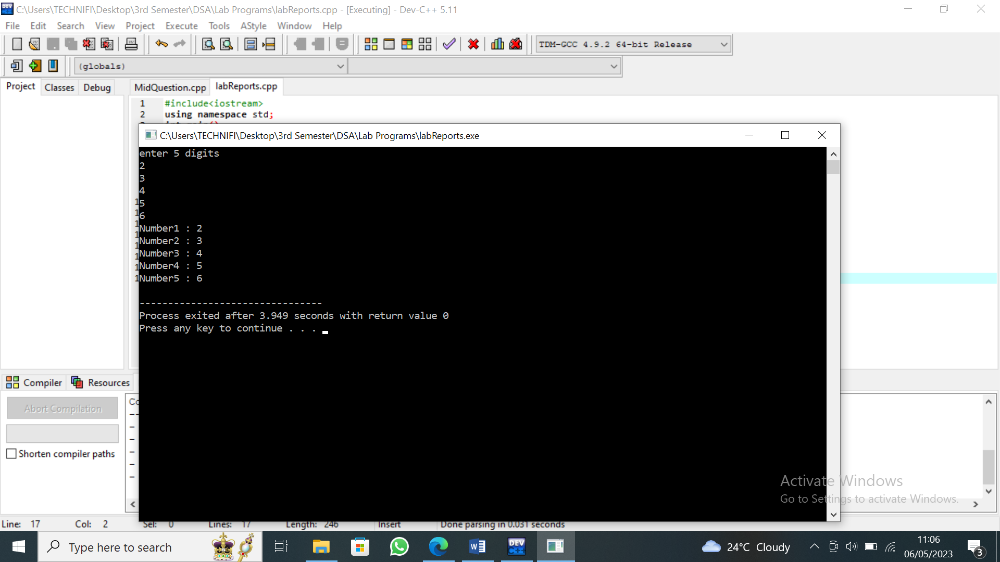 C:\Users\TECHNIFI\Desktop\3rd Semester\DSA\Lab Programs\labReports.cpp - [Executing] - Dev-C++ 5.11
File Edit Search View Project Execute Tools AStyle Window Help
TDM-GCC 4.9.2 64-bit Release
(globals)
Project Classes Debug MidQuestion.cpp labReports.cpp
1 #include<iostream>
2 using namespace std;
C:\Users\TECHNIFI\Desktop\3rd Semester\DSA\Lab Programs\labReports.exe
enter 5 digits
2
3
4
5
6
Number1 : 2
Number2 : 3
Number3 : 4
Number4 : 5
Number5 : 6
--------------------------------
Process exited after 3.949 seconds with return value 0
Press any key to continue . . .
Compiler Resources
Abort Compilation
Shorten compiler paths
Activate Windows
Go to Settings to activate Windows.
Line: 17 Col: 2 Sel: 0 Lines: 17 Length: 246 Insert Done parsing in 0.031 seconds
Type here to search
DEV C++
24°C Cloudy
11:06
06/05/2023
3